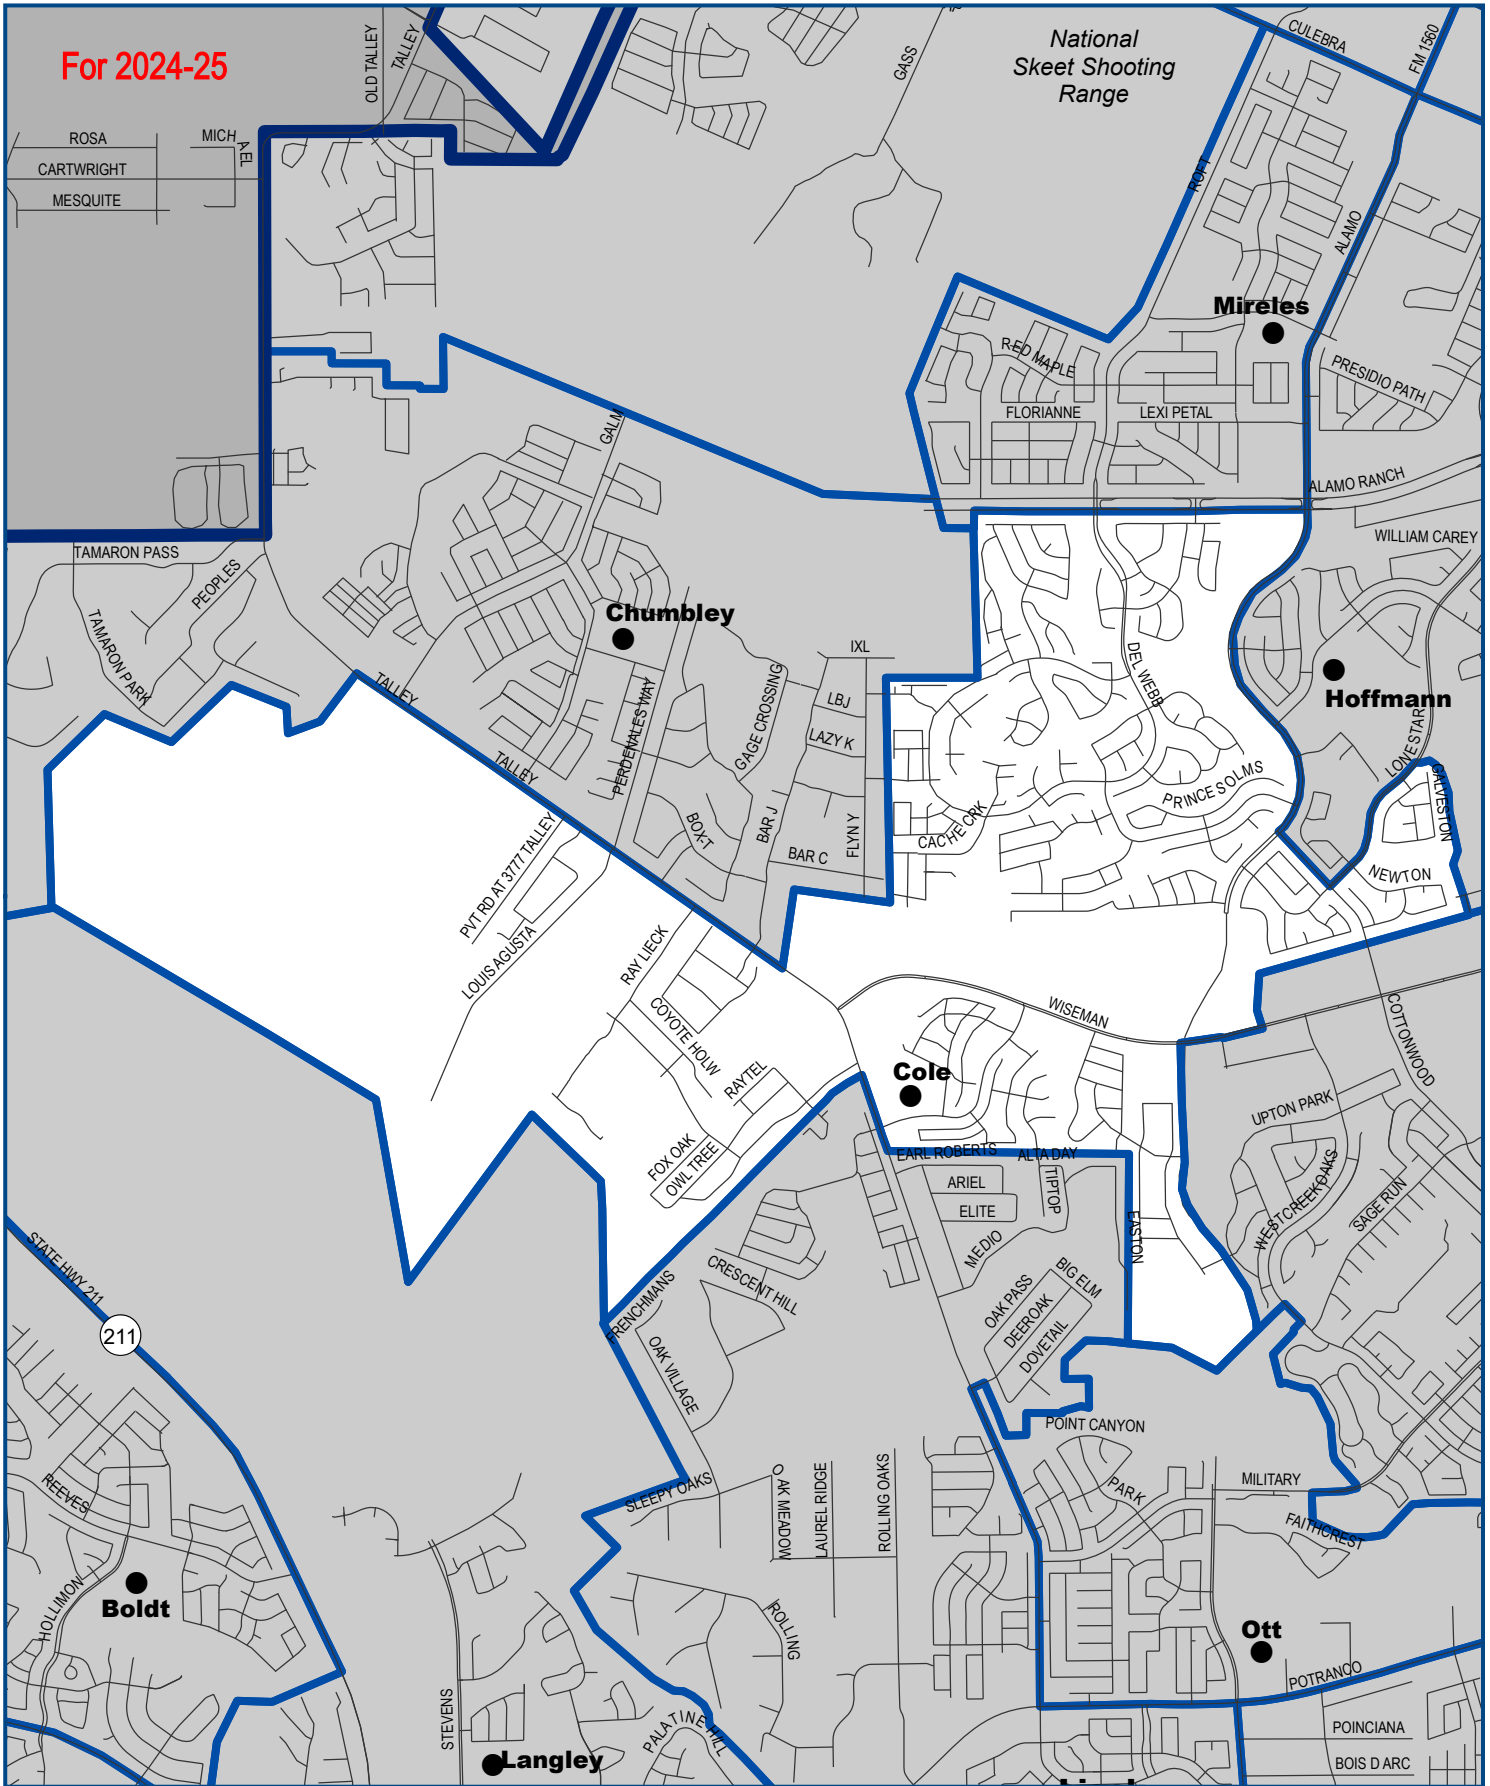 For 2024-25
National
Skeet Shooting
Range
OLD TALLEY
TALLEY
GASS
CULEBRA
FM 1560
ROSA
MICH
AEL
CARTWRIGHT
MESQUITE
ROFT
ALAMO
Mireles
RED MAPLE
PRESIDIO PATH
FLORIANNE
LEXI PETAL
GALM
ALAMO RANCH
WILLIAM CAREY
TAMARON PASS
PEOPLES
TAMARON PARK
Chumbley
IXL
DEL WEBB
Hoffmann
TALLEY
PERDENALES WAY
GAGE CROSSING
LBJ
LAZY K
LONE STAR
TALLEY
PRINCE SOLMS
GALVESTON
PVT RD AT 3777 TALLEY
BOX-T
BAR J
FLYN Y
CACHE CRK
BAR C
NEWTON
LOUIS AGUSTA
RAY LIECK
COYOTE HOLW
WISEMAN
COTTONWOOD
RAYTEL
Cole
UPTON PARK
FOX OAK
OWL TREE
EARL ROBERTS
ALTA DAY
ARIEL
TIPTOP
ELITE
WESTCREEK OAKS
SAGE RUN
EASTON
MEDIO
STATE HWY 211
211
CRESCENT HILL
FRENCHMANS
BIG ELM
OAK PASS
DEEROAK
DOVETAIL
OAK VILLAGE
POINT CANYON
REEVES
SLEEPY OAKS
O
AK MEADOW
LAUREL RIDGE
ROLLING OAKS
PARK
MILITARY
FAITHCREST
HOLLIMON
Boldt
ROLLING
Ott
POTRANCO
STEVENS
PALATINE HILL
Langley
POINCIANA
BOIS D ARC